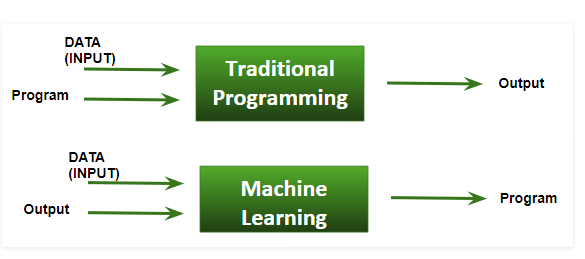 DATA
(INPUT)
Program
Traditional
Programming
Output
DATA
(INPUT)
Output
Machine
Learning
Program